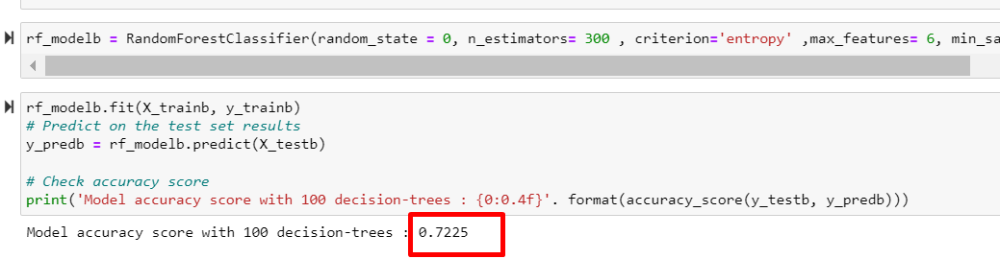 rf_modelb = RandomForestClassifier(random_state = 0, n_estimators= 300 , criterion='entropy' ,max_features= 6, min_sa
rf_modelb.fit(X_trainb, y_trainb)
# Predict on the test set results
y_predb = rf_modelb.predict(X_testb)
# Check accuracy score
print('Model accuracy score with 100 decision-trees : {0:0.4f}'. format(accuracy_score(y_testb, y_predb)))
Model accuracy score with 100 decision-trees : 0.7225